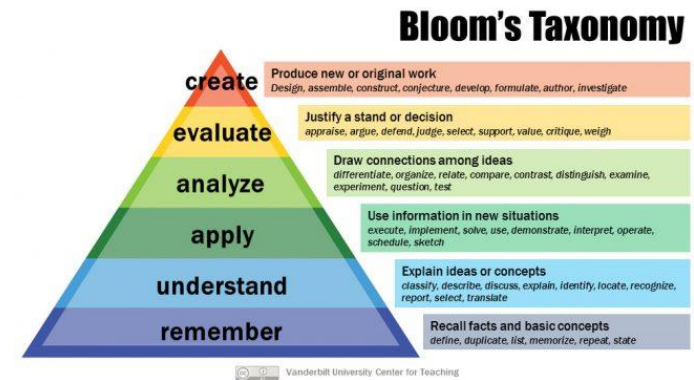 Bloom's Taxonomy
create
Produce new or original work
Design, assemble, construct, conjecture, develop, formulate, author, investigate
evaluate
Justify a stand or decision
appraise, argue, defend, judge, select, support, value, critique, weigh
analyze
Draw connections among ideas
differentiate, organize, relate, compare, contrast, distinguish, examine,
experiment, question, test
apply
Use information in new situations
execute, implement, solve, use, demonstrate, interpret, operate,
schedule, sketch
understand
Explain ideas or concepts
classify, describe, discuss, explain, identify, locate, recognize,
report, select, translate
remember
Recall facts and basic concepts
define, duplicate, list, memorize, repeat, state
Vanderbilt University Center for Teaching